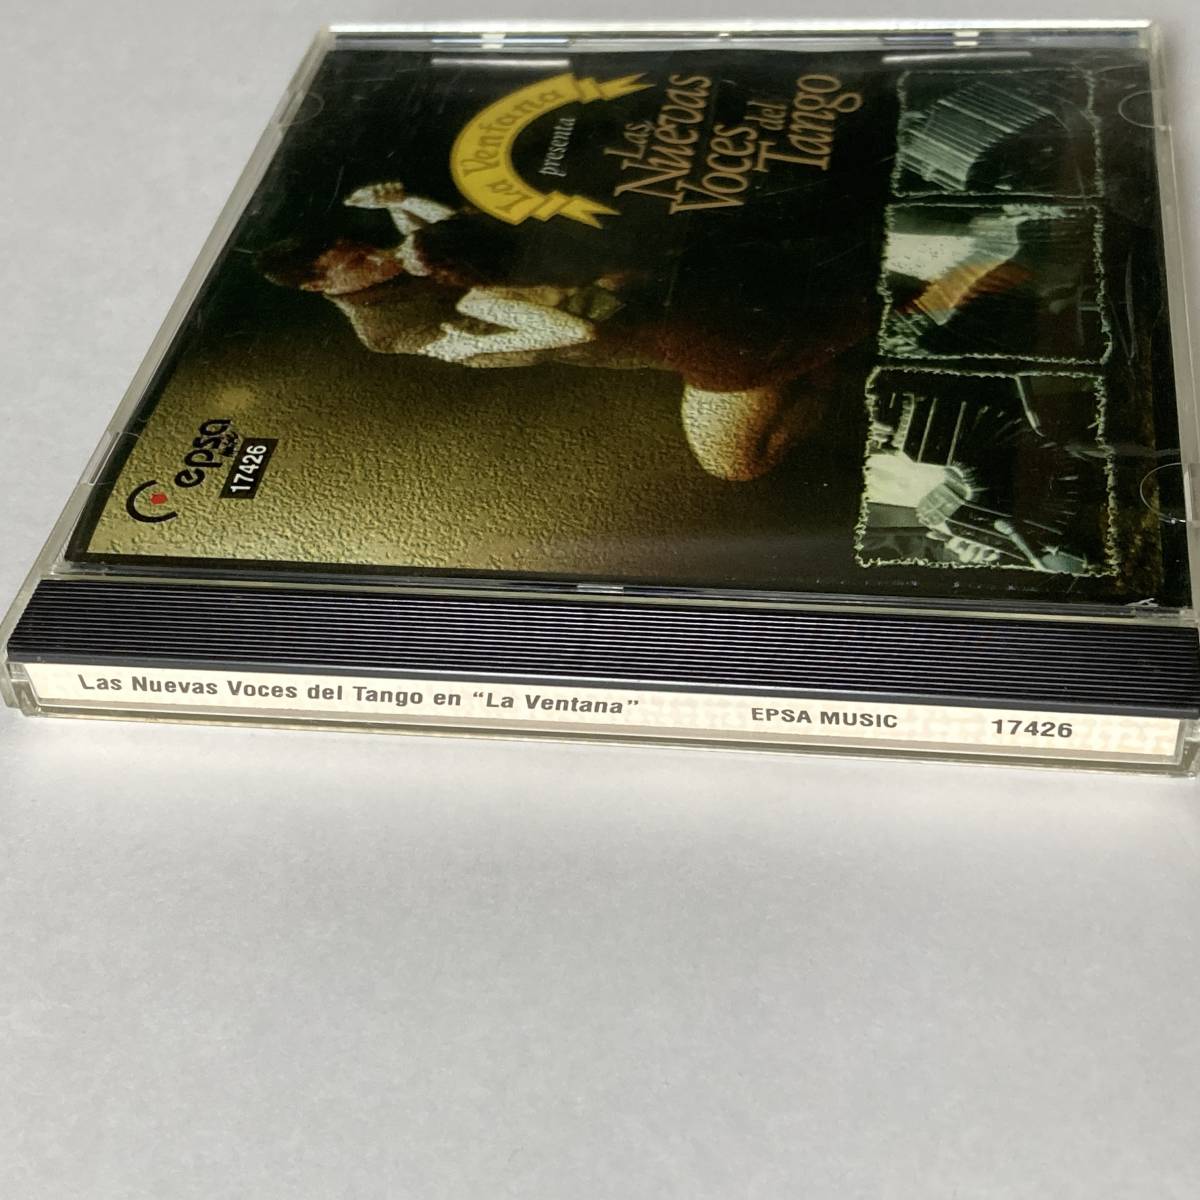 La Ventana
presenta
Las
Nuevas
Voces del
Tango
epsa
17426
Las Nuevas Voces del Tango en “La Ventana” EPSA MUSIC 17426